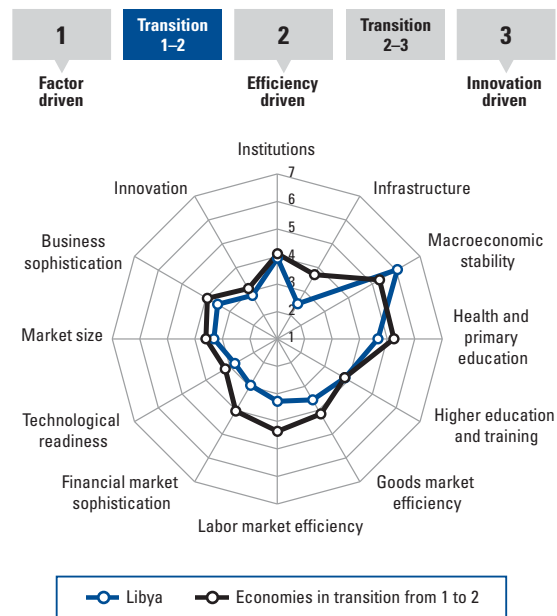 1
Transition
1–2
2
Transition
2–3
3
Factor
driven
Efficiency
driven
Innovation
driven
Institutions
7
6
5
4
3
2
1
Infrastructure
Macroeconomic
stability
Health and
primary
education
Higher education
and training
Goods market
efficiency
Labor market efficiency
Financial market
sophistication
Technological
readiness
Market size
Business
sophistication
Innovation
Libya
Economies in transition from 1 to 2